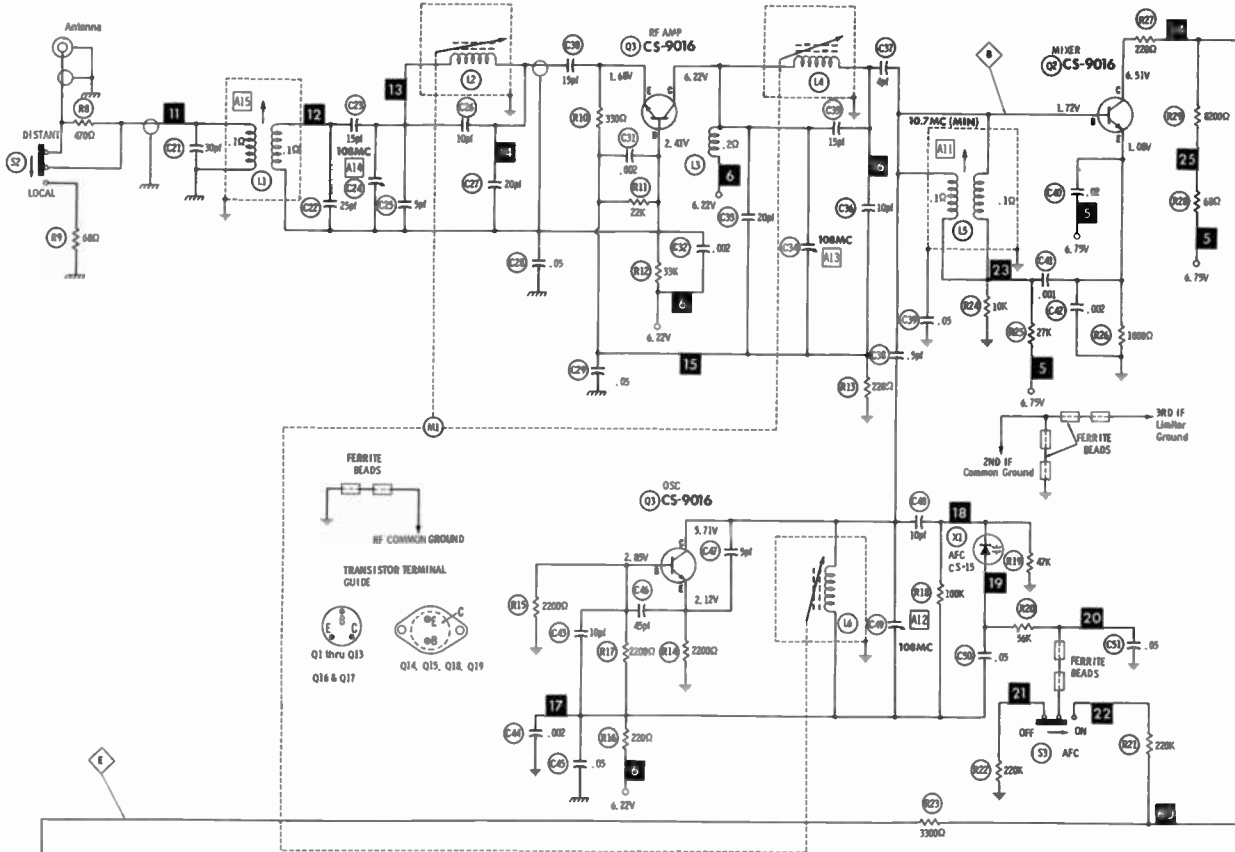 Antenna
R8
470Ω
DISTANT
S2
LOCAL
R9
68Ω
11
C21
30pf
A15
.1Ω
.1Ω
L1
12
C22
25pf
C23
15pf
108MC
A14
C24
13
C25
5pf
L2
C26
10pf
C27
20pf
C28
.05
15pf
RF AMP
Q3 CS-9016
1.68V
6.22V
E
C
B
R10
330Ω
C31
.002
2.41V
R11
22K
R12
33K
C32
.002
6
6.22V
C29
.05
15
L3
.2Ω
6
6.22V
C33
20pf
L4
C35
15pf
C34
108MC
A13
C36
10pf
6
C37
4pf
R13
220Ω
C38
.5pf
B
MIXER
Q2 CS-9016
1.72V
B
C
E
6.51V
1.08V
R27
220Ω
R29
8200Ω
25
R28
68Ω
5
6.75V
10.7MC (MIN)
A11
.1Ω
.1Ω
L5
C39
.05
23
R24
10K
R25
27K
5
6.75V
C40
.02
5
6.75V
C41
.001
C42
.002
R26
1000Ω
M1
FERRITE
BEADS
RF COMMON GROUND
TRANSISTOR TERMINAL
GUIDE
B
E
C
Q1 thru Q13
Q16 & Q17
C
E
B
Q14, Q15, Q18, Q19
2ND IF
Common Ground
FERRITE
BEADS
3RD IF
Limiter
Ground
OSC
Q3 CS-9016
5.71V
C
B
E
2.85V
2.12V
C47
5pf
R15
2200Ω
C46
45pf
C43
10pf
R17
2200Ω
R14
2200Ω
17
C44
.002
C45
.05
R16
220Ω
6
6.22V
L6
C49
A12
108MC
C48
10pf
18
X1
AFC
CS-15
R19
47K
R18
100K
19
R20
56K
20
C50
.05
C51
.05
FERRITE
BEADS
21
22
OFF
ON
S3
AFC
R22
220K
R21
220K
R23
3300Ω
E